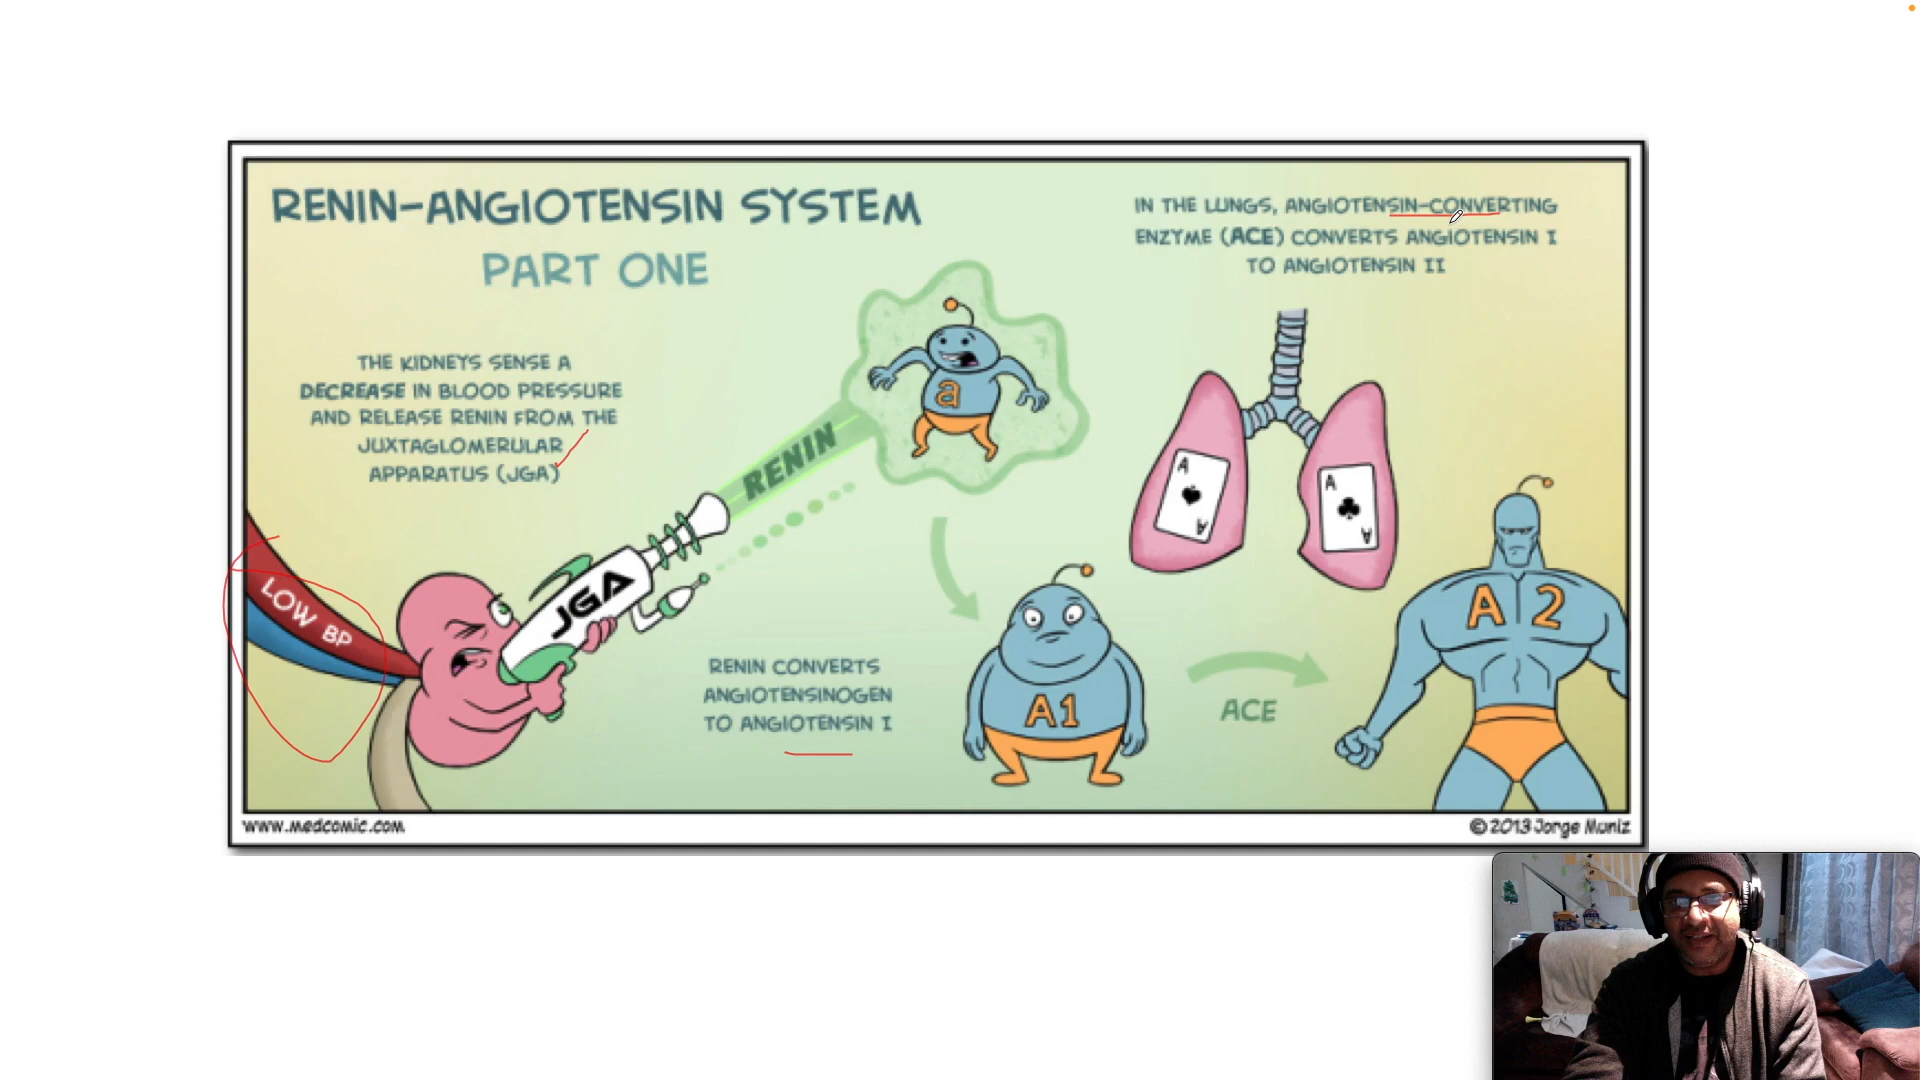 RENIN-ANGIOTENSIN SYSTEM
PART ONE
THE KIDNEYS SENSE A
DECREASE IN BLOOD PRESSURE
AND RELEASE RENIN FROM THE
JUXTAGLOMERULAR
APPARATUS (JGA)
LOW BP
JGA
RENIN
a
RENIN CONVERTS
ANGIOTENSINOGEN
TO ANGIOTENSIN I
A1
IN THE LUNGS, ANGIOTENSIN-CONVERTING
ENZYME (ACE) CONVERTS ANGIOTENSIN I
TO ANGIOTENSIN II
A
A
A
A
ACE
A 2
www.medcomic.com
© 2013 Jorge Muniz